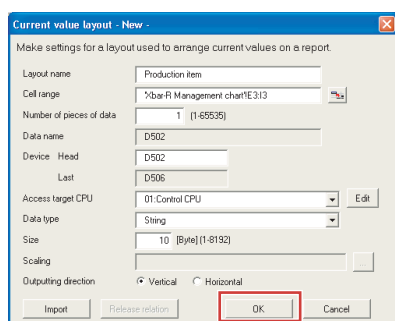 Current value layout - New -
Make settings for a layout used to arrange current values on a report.
Layout name Production item
Cell range 'Xbar-R Management chart'!E3:I3
Number of pieces of data 1 (1-65535)
Data name D502
Device Head D502
Last D506
Access target CPU 01:Control CPU Edit
Data type String
Size 10 [Byte] (1-8192)
Scaling ...
Outputting direction Vertical Horizontal
Import Release relation OK Cancel